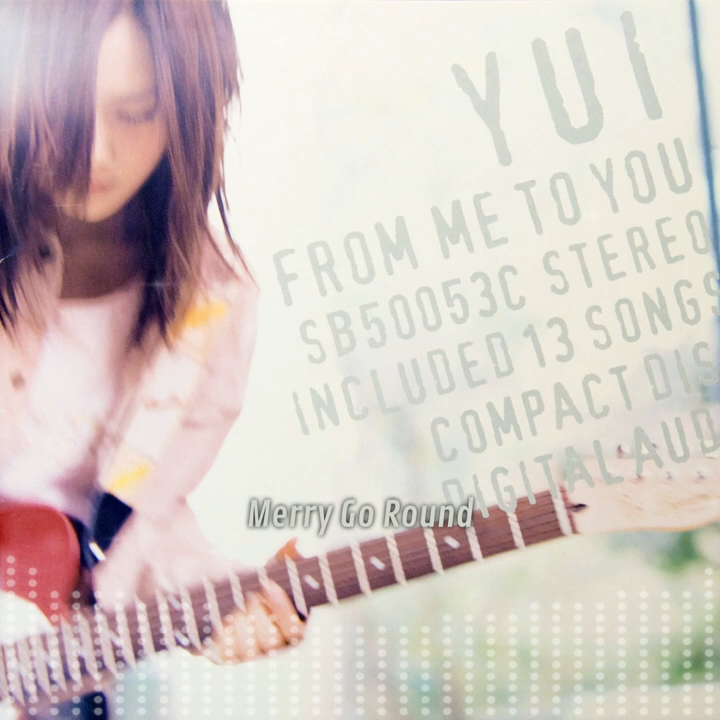 YUI
FROM ME TO YOU
SB50053C STEREO
INCLUDED 13 SONGS
COMPACT DIS
DIGITAL AUD
Merry Go Round